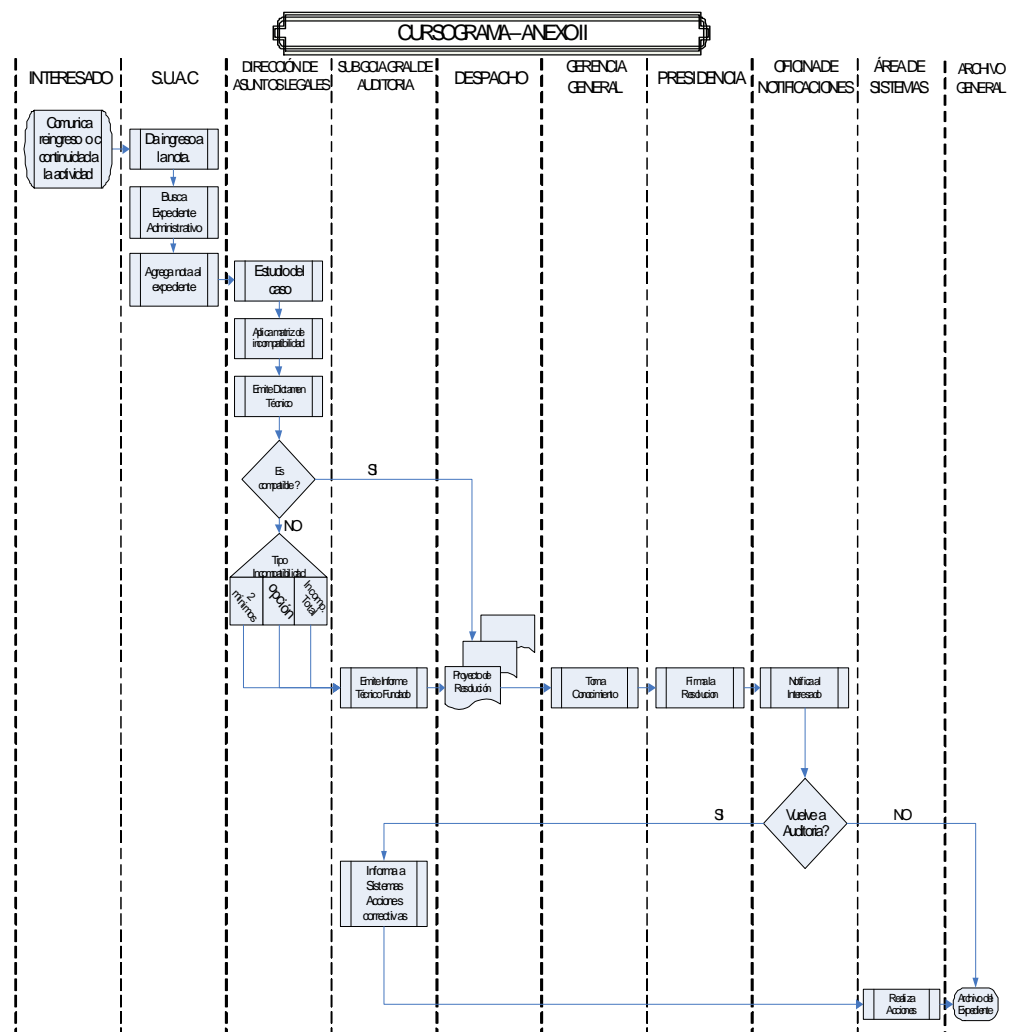 CURSOGRAMA – ANEXO II
INTERESADO
S.U.A.C
DIRECCIÓN DE
ASUNTOS LEGALES
SUBGCIA GRAL DE
AUDITORIA
DESPACHO
GERENCIA
GENERAL
PRESIDENCIA
OFICINA DE
NOTIFICACIONES
ÁREA DE
SISTEMAS
ARCHIVO
GENERAL
Comunica
reingreso o c
continuidad a
la actividad
Da ingreso a
la nota.
Busca
Expediente
Administrativo
Agrega nota al
expediente
Estudio del
caso
Aplica matriz de
incompatibilidad
Emite Dictamen
Técnico
Es
compatible ?
SI
NO
Tipo
Incompatibilidad
2
mínimos
opción
Incomp.
Total
Emite Informe
Técnico Fundado
Proyecto de
Resolución
Toma
Conocimiento
Firma la
Resolucion
Notifica al
Interesado
Vuelve a
Auditoria?
SI
NO
Informa a
Sistemas
Acciones
correctivas
Realiza
Acciones
Archivo del
Expediente